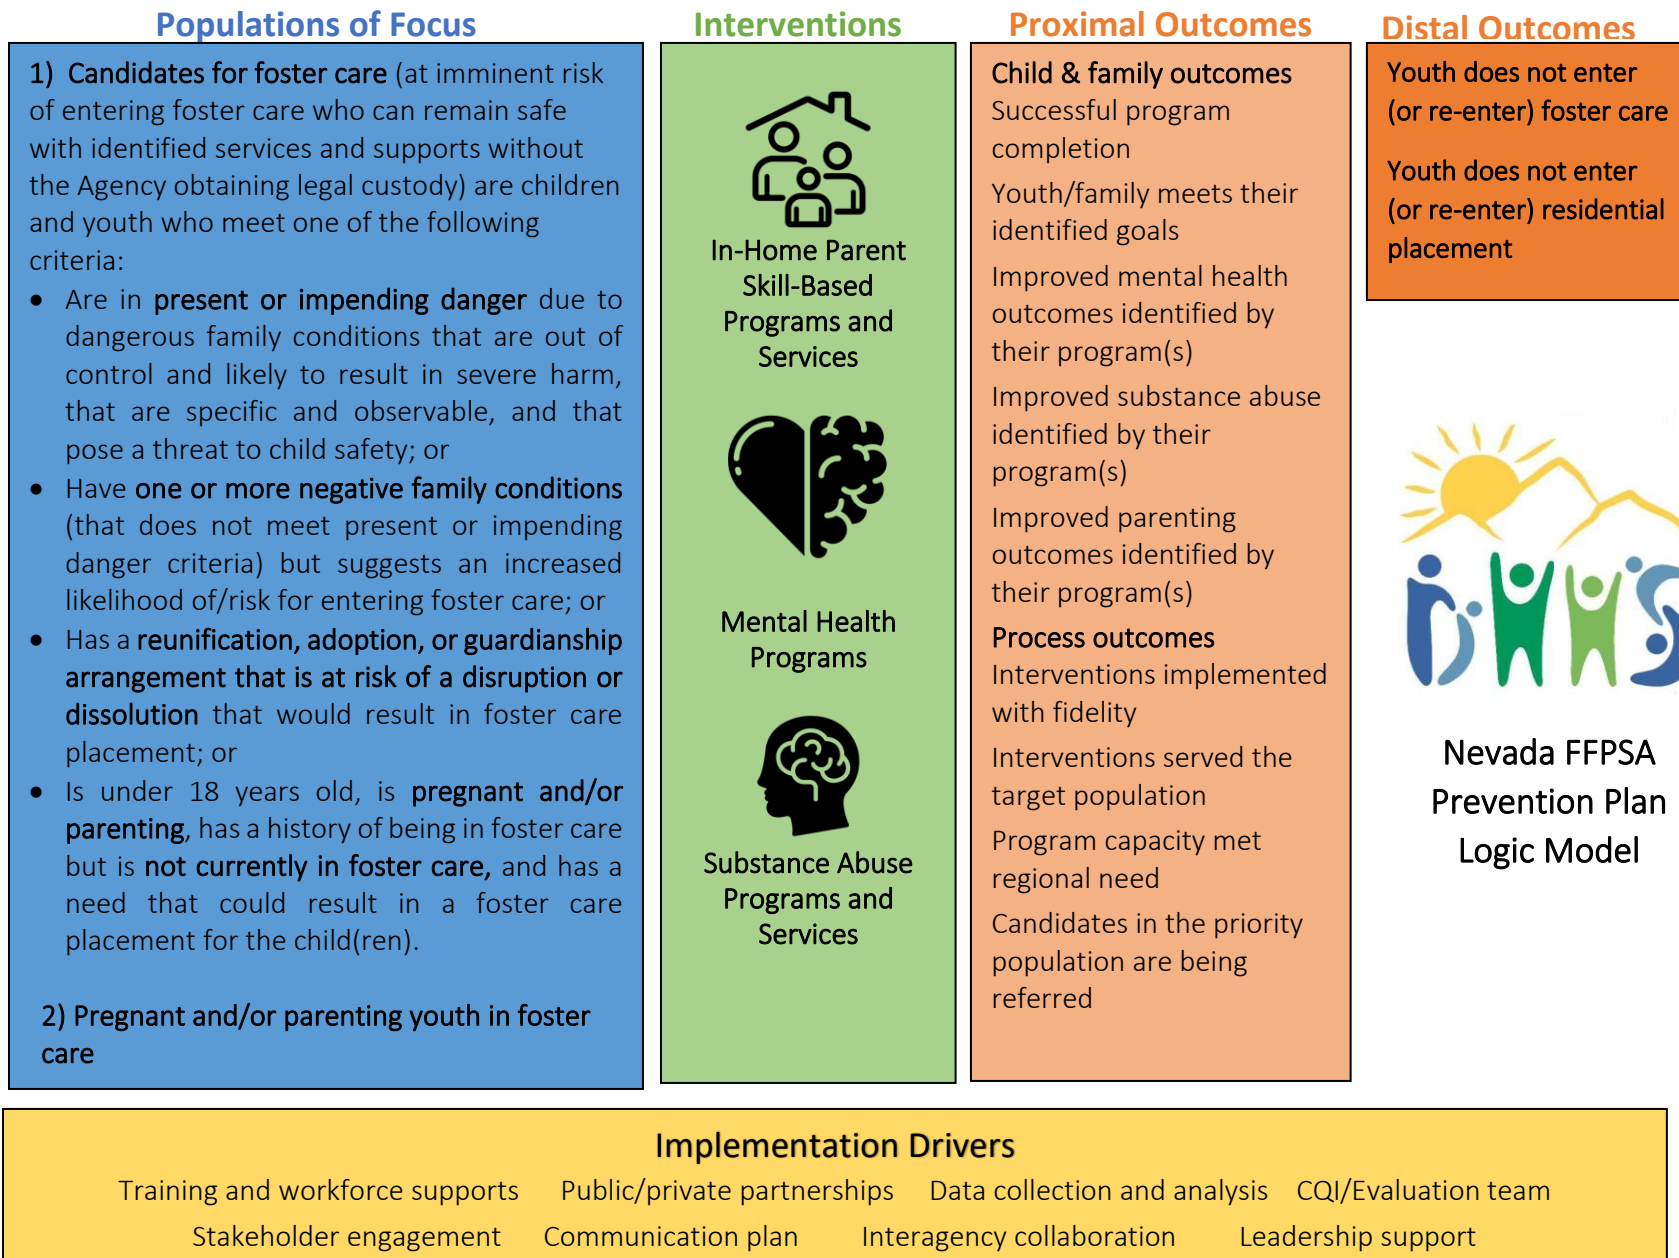 Populations of Focus
1) Candidates for foster care (at imminent risk
of entering foster care who can remain safe
with identified services and supports without
the Agency obtaining legal custody) are children
and youth who meet one of the following
criteria:
• Are in present or impending danger due to
dangerous family conditions that are out of
control and likely to result in severe harm,
that are specific and observable, and that
pose a threat to child safety; or
• Have one or more negative family conditions
(that does not meet present or impending
danger criteria) but suggests an increased
likelihood of/risk for entering foster care; or
• Has a reunification, adoption, or guardianship
arrangement that is at risk of a disruption or
dissolution that would result in foster care
placement; or
• Is under 18 years old, is pregnant and/or
parenting, has a history of being in foster care
but is not currently in foster care, and has a
need that could result in a foster care
placement for the child(ren).
2) Pregnant and/or parenting youth in foster
care
Interventions
In-Home Parent
Skill-Based
Programs and
Services
Mental Health
Programs
Substance Abuse
Programs and
Services
Proximal Outcomes
Child & family outcomes
Successful program
completion
Youth/family meets their
identified goals
Improved mental health
outcomes identified by
their program(s)
Improved substance abuse
identified by their
program(s)
Improved parenting
outcomes identified by
their program(s)
Process outcomes
Interventions implemented
with fidelity
Interventions served the
target population
Program capacity met
regional need
Candidates in the priority
population are being
referred
Distal Outcomes
Youth does not enter
(or re-enter) foster care
Youth does not enter
(or re-enter) residential
placement
DHHS
Nevada FFPSA
Prevention Plan
Logic Model
Implementation Drivers
Training and workforce supports Public/private partnerships Data collection and analysis CQI/Evaluation team
Stakeholder engagement Communication plan Interagency collaboration Leadership support